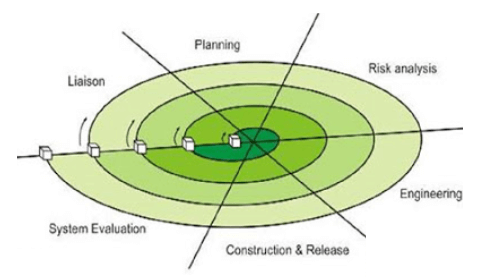 Planning
Risk analysis
Liaison
Engineering
System Evaluation
Construction & Release